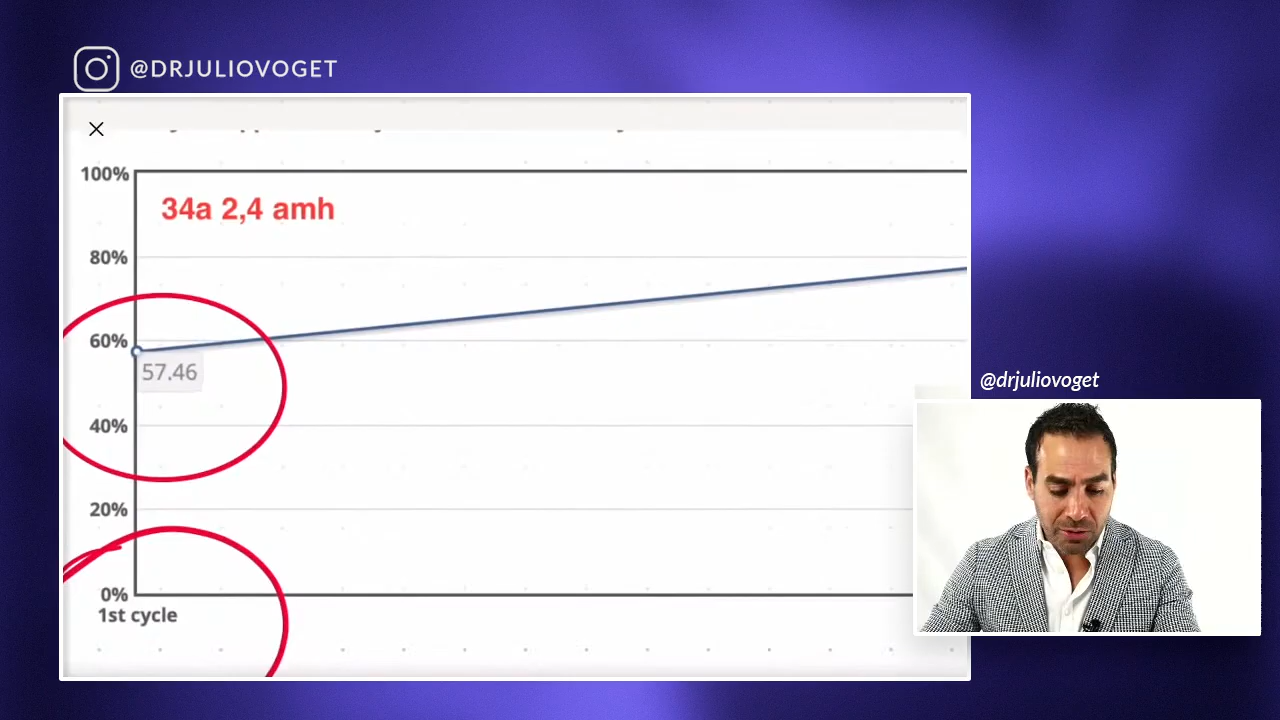 @DRJULIOVOGET
100%
34a 2,4 amh
80%
60%
57.46
40%
20%
0%
1st cycle
@drjuliovoget